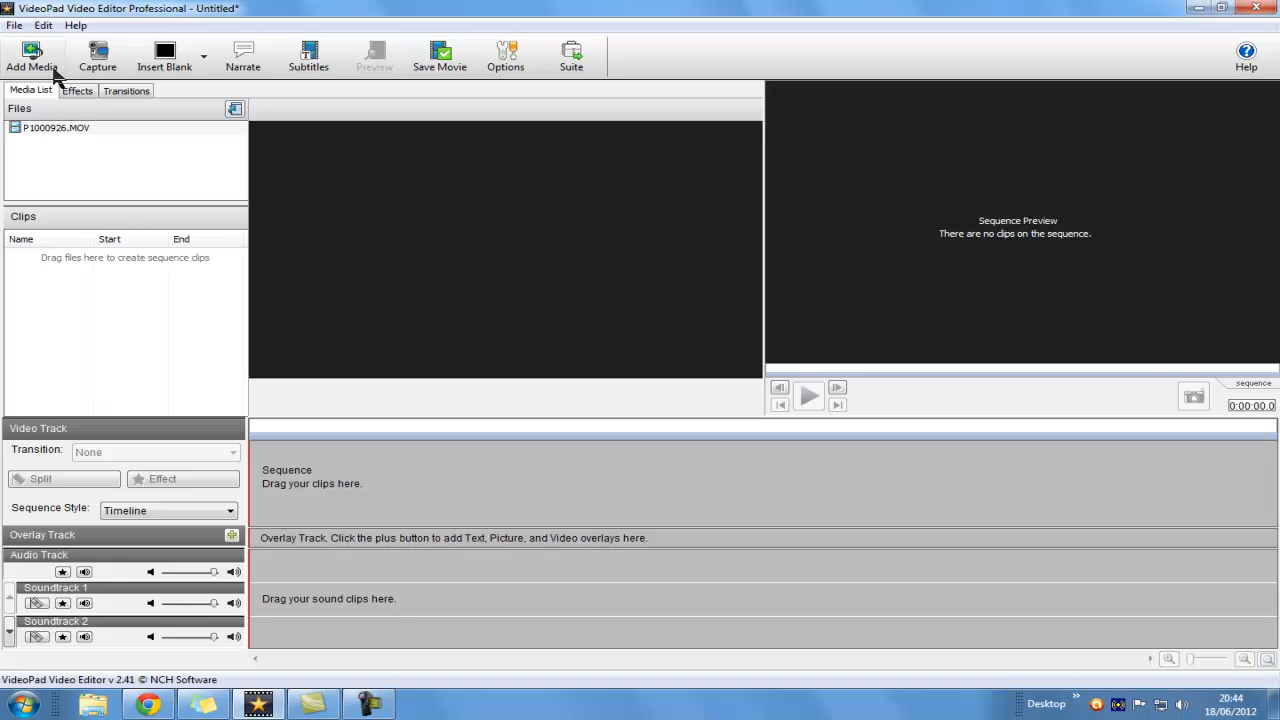 VideoPad Video Editor Professional - Untitled*
File Edit Help
Add Media Capture Insert Blank Narrate Subtitles Preview Save Movie Options Suite Help
Media List Effects Transitions
Files
P1000926.MOV
Clips
Name Start End
Drag files here to create sequence clips
Sequence Preview
There are no clips on the sequence.
sequence
0:00:00.0
Video Track
Transition: None
Split Effect
Sequence Style: Timeline
Sequence
Drag your clips here.
Overlay Track
Overlay Track. Click the plus button to add Text, Picture, and Video overlays here.
Audio Track
Soundtrack 1
Drag your sound clips here.
Soundtrack 2
VideoPad Video Editor v 2.41 © NCH Software
Desktop
20:44
18/06/2012